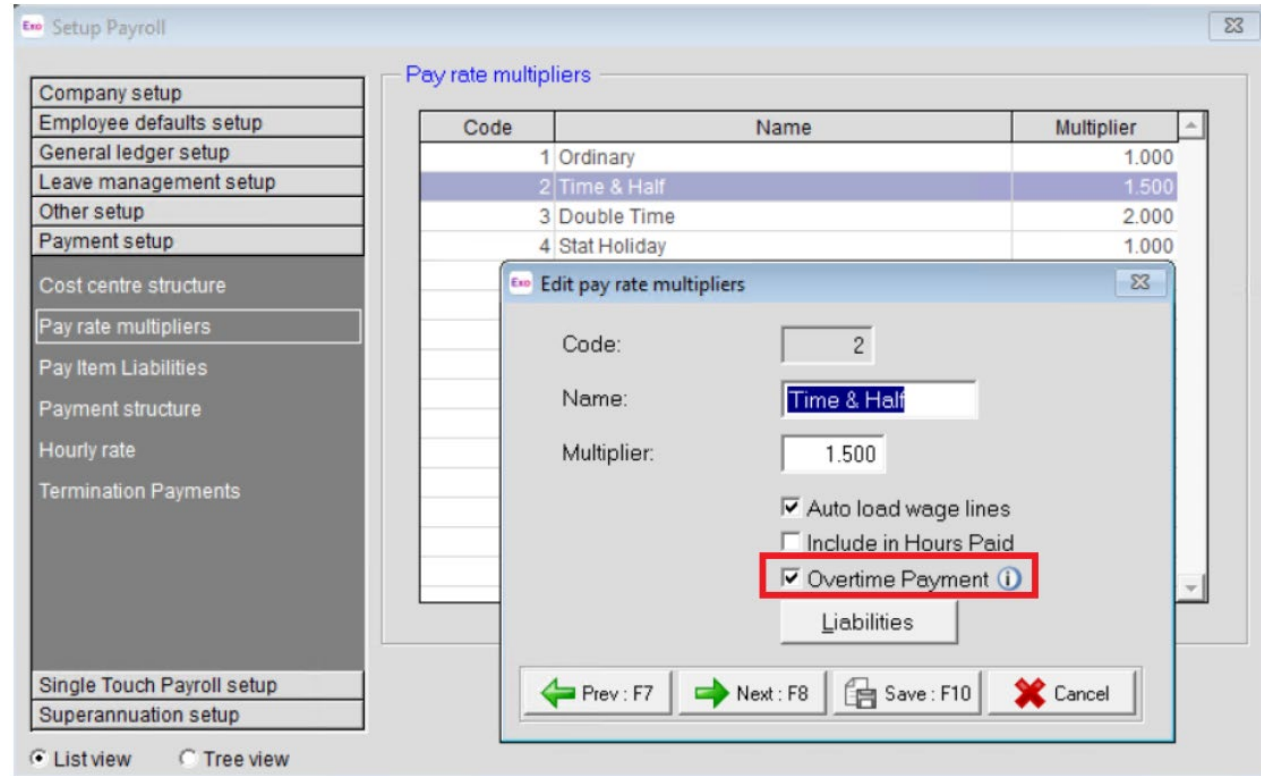 Exo Setup Payroll
Company setup
Employee defaults setup
General ledger setup
Leave management setup
Other setup
Payment setup
Cost centre structure
Pay rate multipliers
Pay Item Liabilities
Payment structure
Hourly rate
Termination Payments
Single Touch Payroll setup
Superannuation setup
List view Tree view
Pay rate multipliers
Code Name Multiplier
1 Ordinary 1.000
2 Time & Half 1.500
3 Double Time 2.000
4 Stat Holiday 1.000
Exo Edit pay rate multipliers
Code: 2
Name: Time & Half
Multiplier: 1.500
Auto load wage lines
Include in Hours Paid
Overtime Payment i
Liabilities
Prev : F7 Next : F8 Save : F10 Cancel